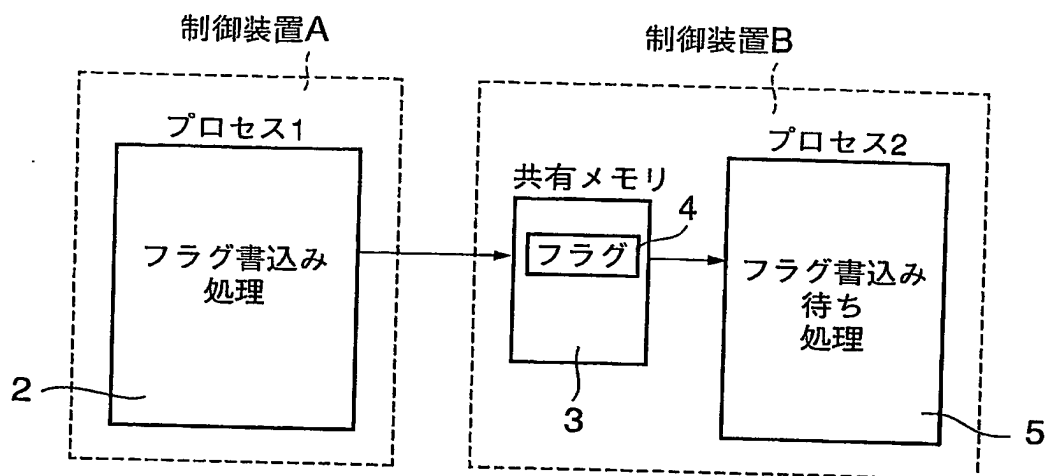 制御装置A
制御装置B
プロセス1
フラグ書込み
処理
2
共有メモリ
フラグ
4
3
プロセス2
フラグ書込み
待ち
処理
5